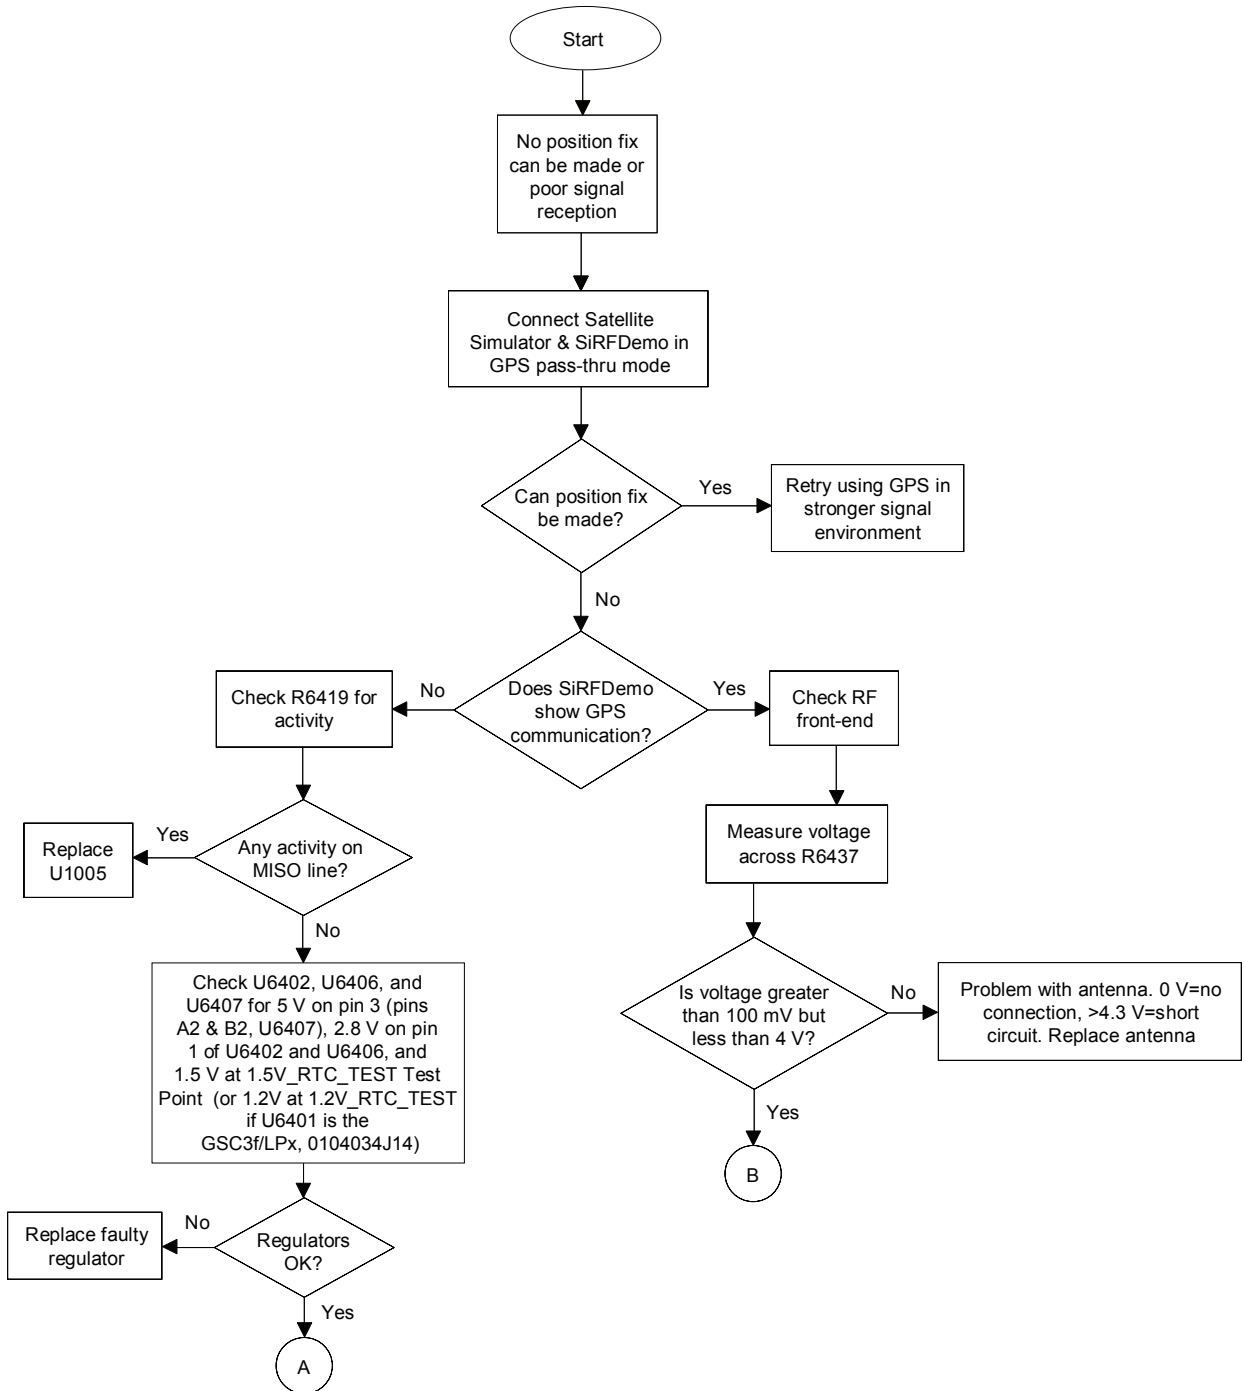 Start
No position fix
can be made or
poor signal
reception
Connect Satellite
Simulator & SiRFDemo in
GPS pass-thru mode
Can position fix
be made?
Yes
Retry using GPS in
stronger signal
environment
No
Does SiRFDemo
show GPS
communication?
No
Check R6419 for
activity
Yes
Check RF
front-end
Any activity on
MISO line?
Yes
Replace
U1005
Measure voltage
across R6437
No
Check U6402, U6406, and
U6407 for 5 V on pin 3 (pins
A2 & B2, U6407), 2.8 V on pin
1 of U6402 and U6406, and
1.5 V at 1.5V_RTC_TEST Test
Point (or 1.2V at 1.2V_RTC_TEST
if U6401 is the
GSC3f/LPx, 0104034J14)
Is voltage greater
than 100 mV but
less than 4 V?
No
Problem with antenna. 0 V=no
connection, >4.3 V=short
circuit. Replace antenna
Yes
B
Regulators
OK?
No
Replace faulty
regulator
Yes
A